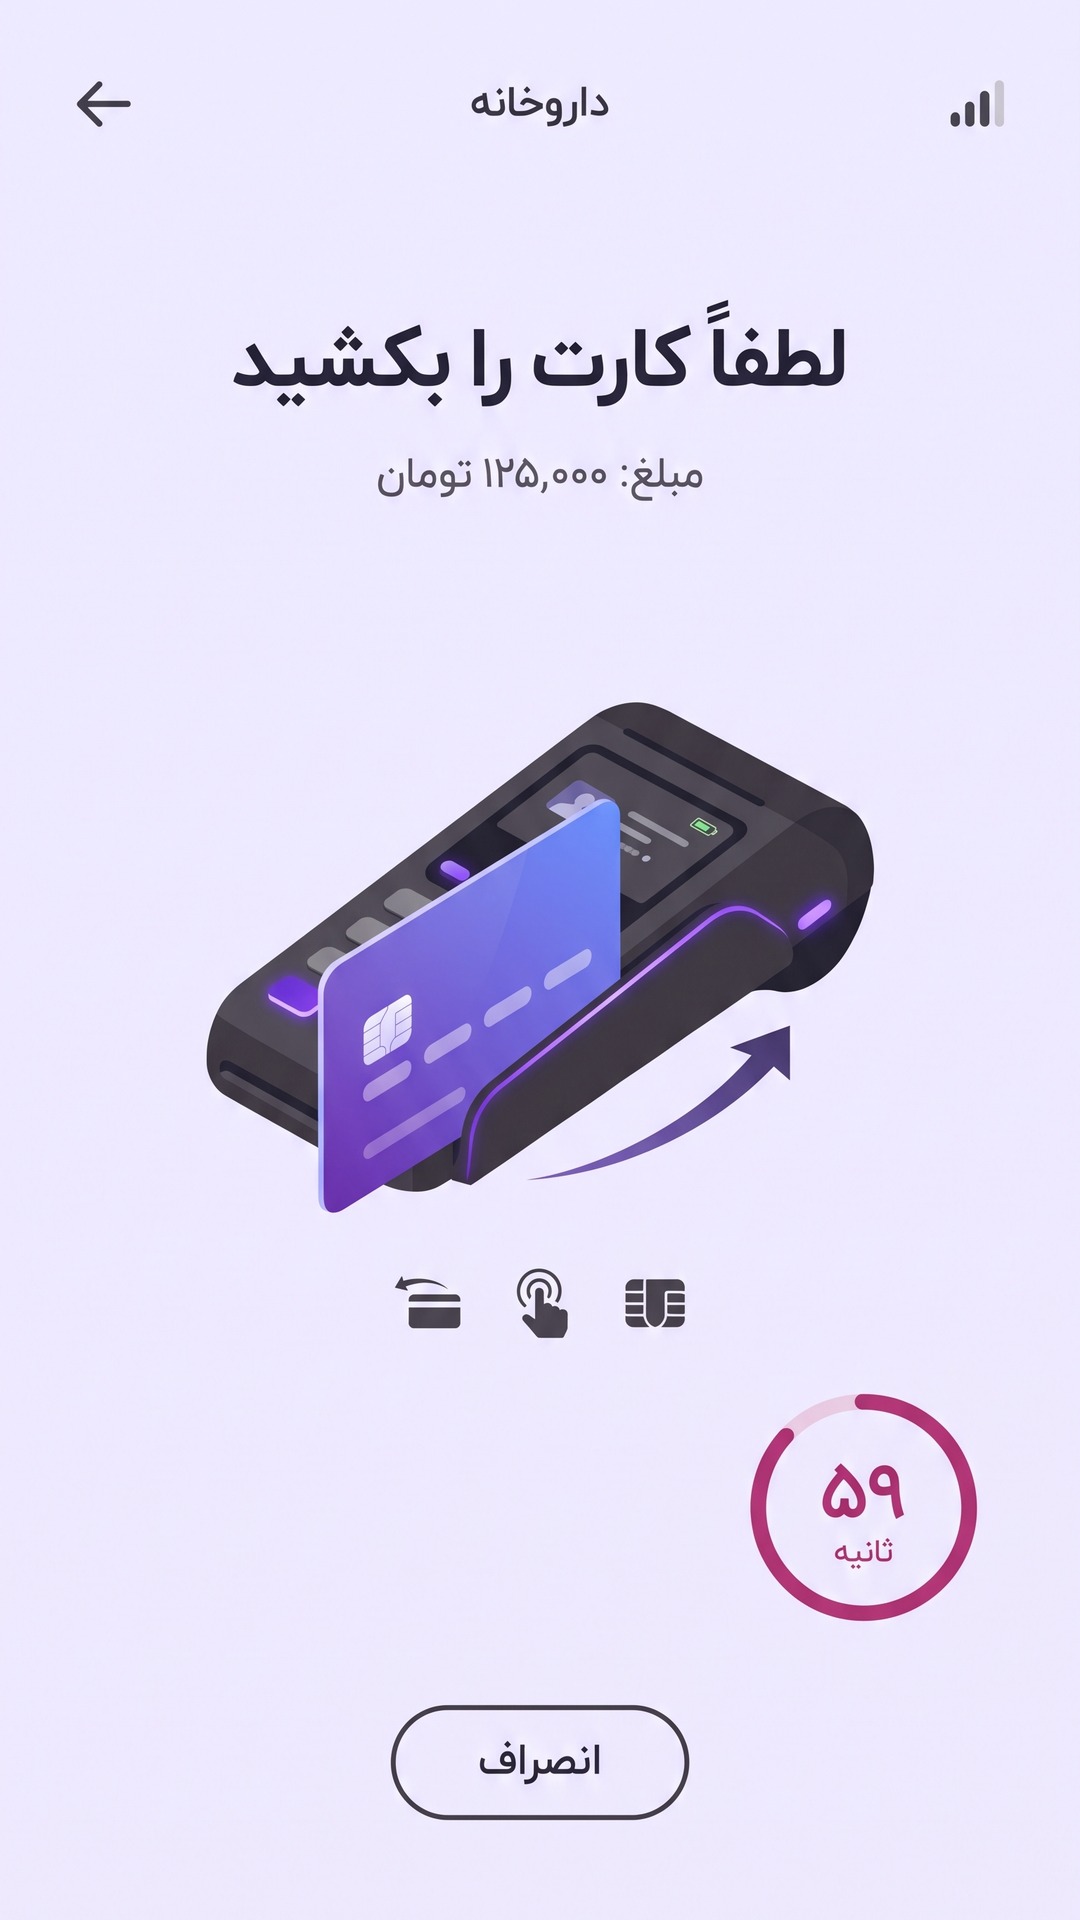 داروخانه
لطفاً کارت را بکشید
مبلغ: ۱۲۵,۰۰۰ تومان
۵۹
ثانیه
انصراف